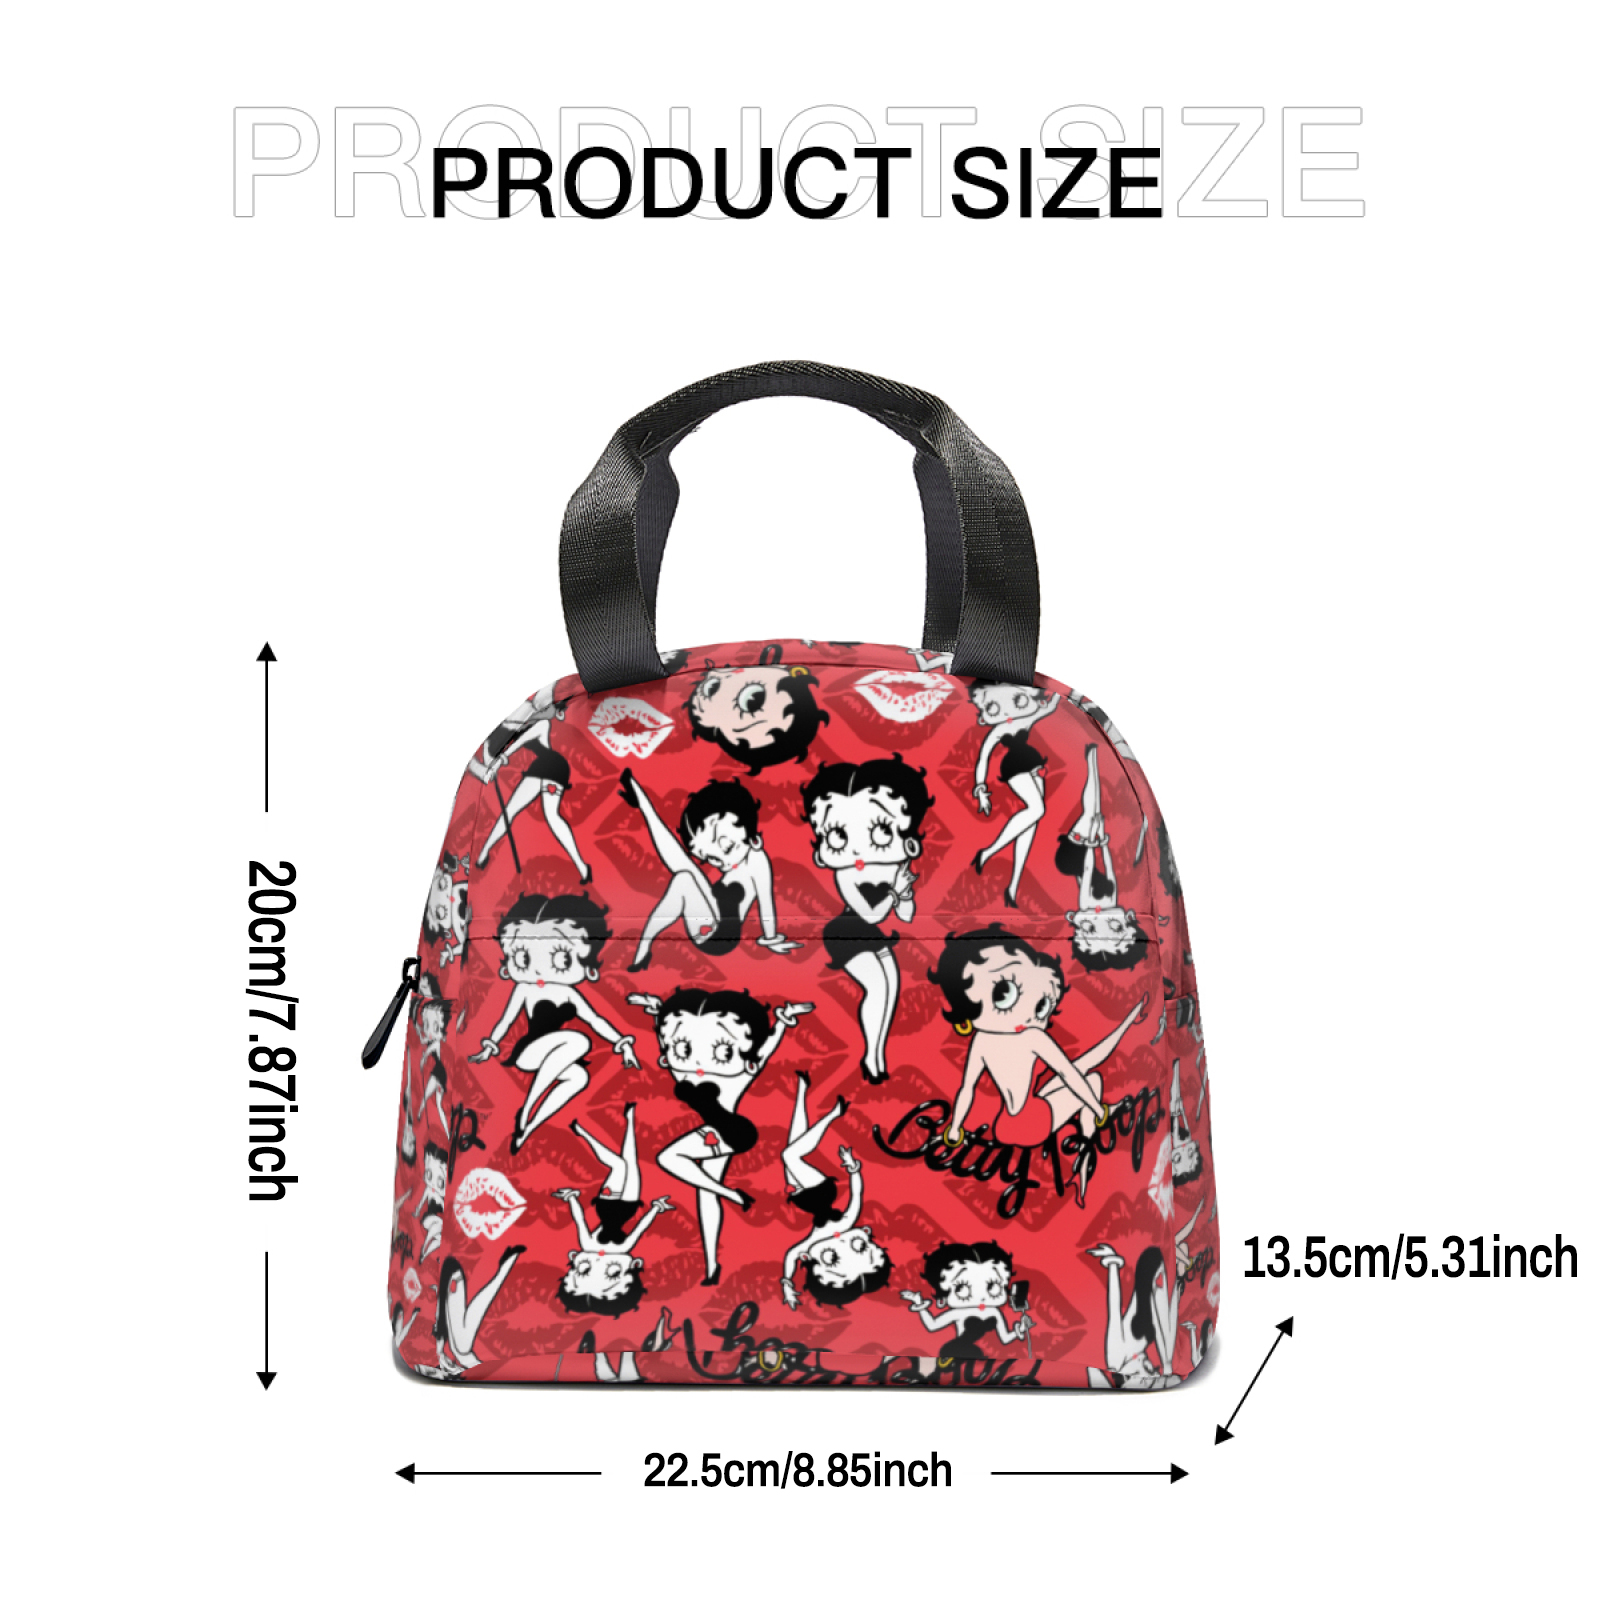 PRODUCT SIZE
PRODUCT SIZE
20cm/7.87inch
Betty Boop
13.5cm/5.31inch
22.5cm/8.85inch